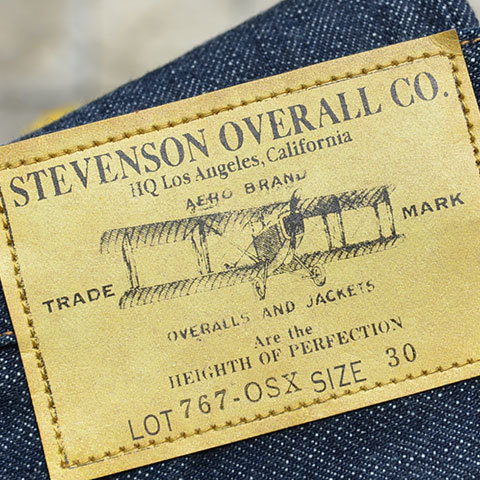 STEVENSON OVERALL CO.
HQ Los Angeles, California
AERO BRAND
TRADE MARK
OVERALLS AND JACKETS
Are the
HEIGHTH OF PERFECTION
LOT 767-OSX SIZE 30